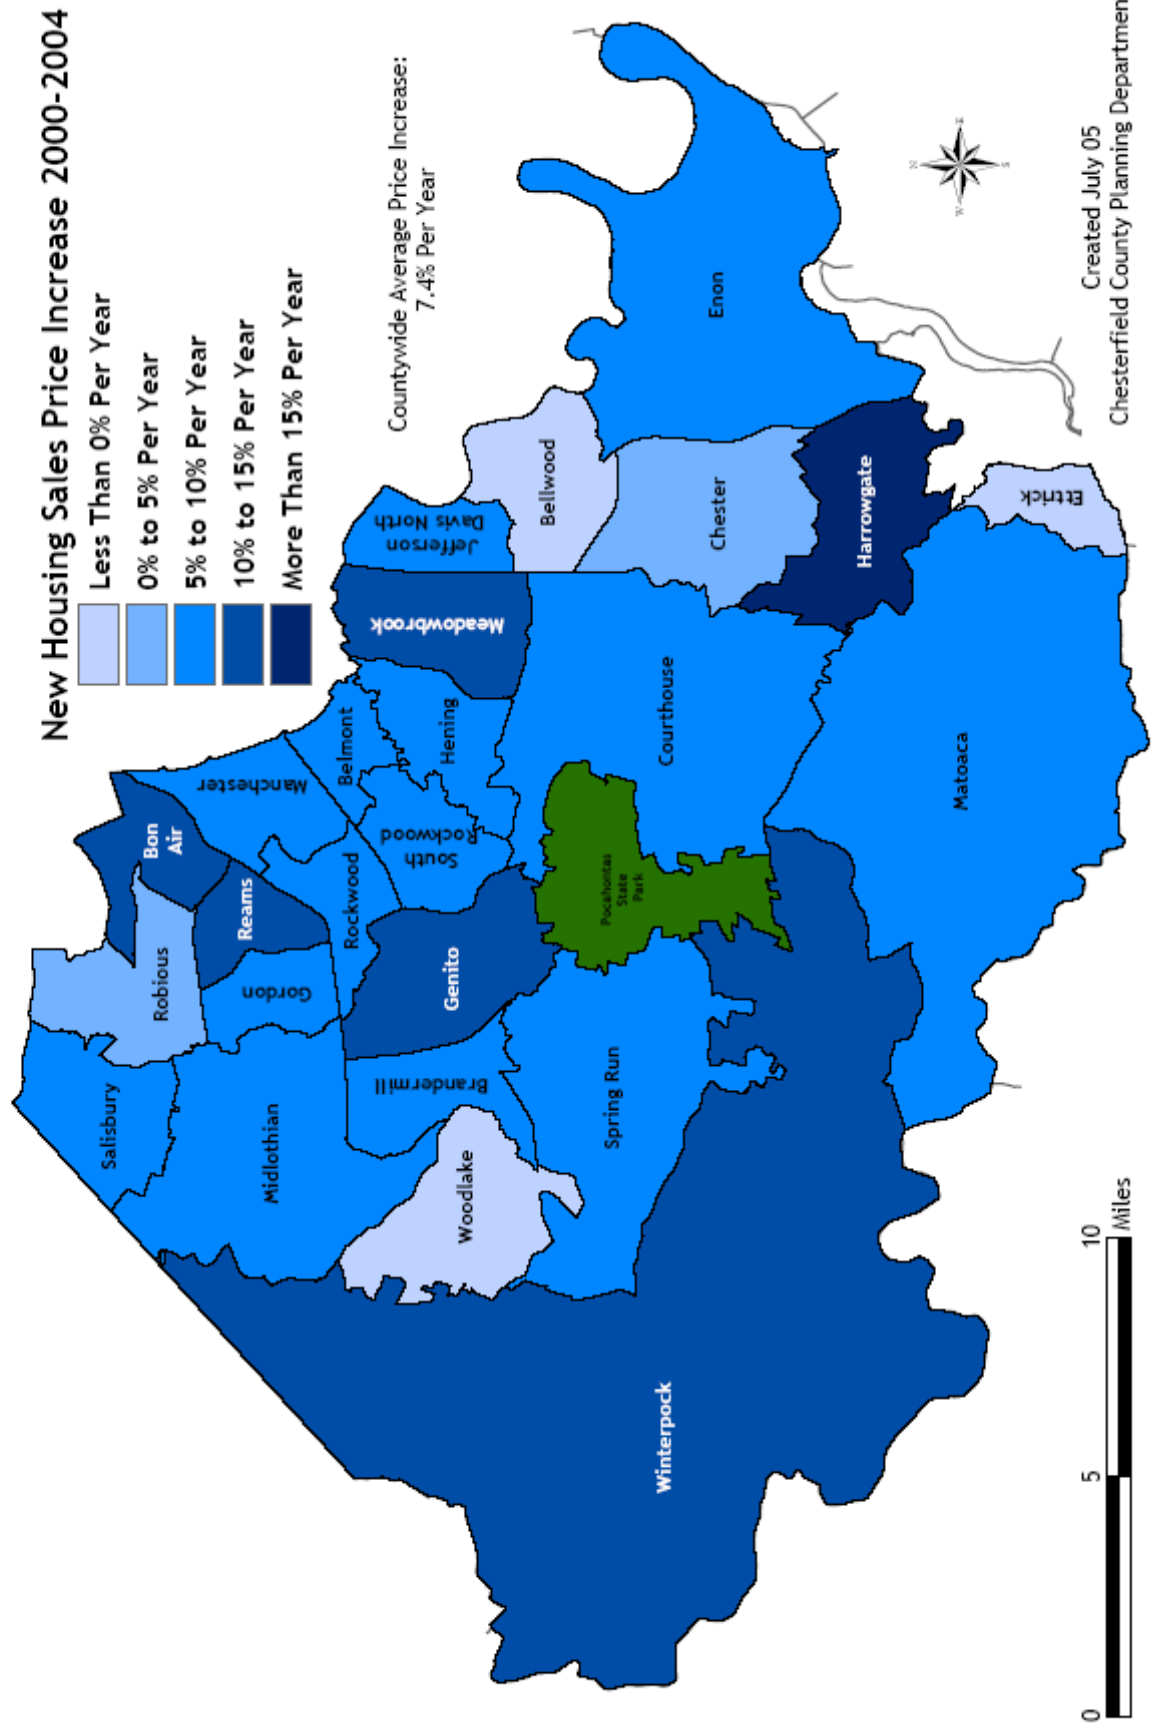 New Housing Sales Price Increase 2000-2004
Less Than 0% Per Year
0% to 5% Per Year
5% to 10% Per Year
10% to 15% Per Year
More Than 15% Per Year
Countywide Average Price Increase:
7.4% Per Year
Salisbury
Robious
Bon
Air
Midlothian
Gordon
Reams
Manchester
Rockwood
Belmont
Brandermill
Genito
South
Rockwood
Hening
Meadowbrook
Jefferson
Davis North
Woodlake
Bellwood
Spring Run
Pocahontas
State
Park
Courthouse
Chester
Enon
Winterpock
Harrowgate
Matoaca
Ettrick
N
W
E
S
0
5
10
Miles
Created July 05
Chesterfield County Planning Departmen